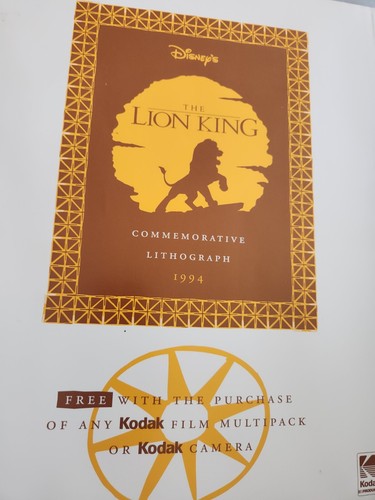 Disney's
THE
LION KING
COMMEMORATIVE
LITHOGRAPH
1994
FREE WITH THE PURCHASE
OF ANY Kodak FILM MULTIPACK
OR Kodak CAMERA